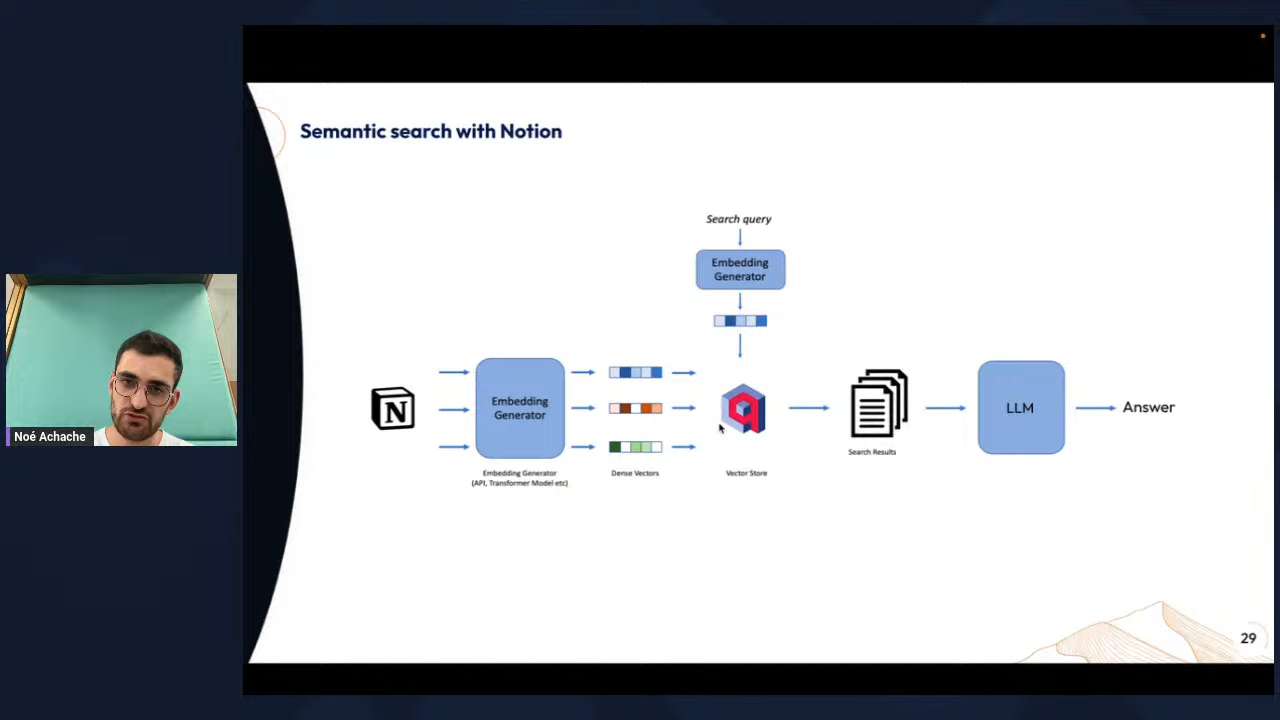 Semantic search with Notion
Search query
Embedding
Generator
Embedding
Generator
N
LLM
Answer
Search Results
Embedding Generator
(API, Transformer Model etc)
Dense Vectors
Vector Store
Noé Achache
29